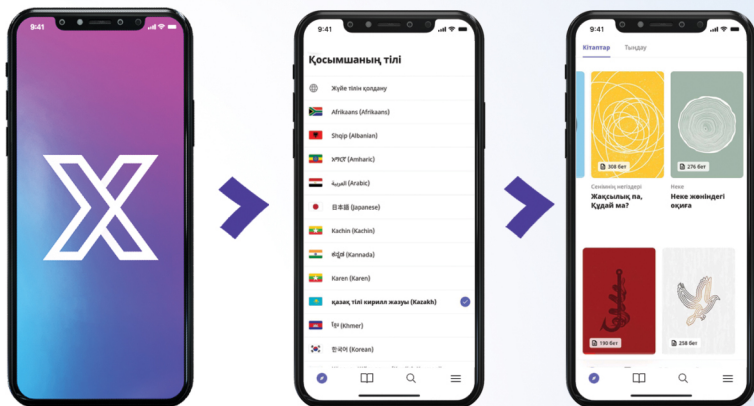 9:41
9:41
Қосымшаның тілі
Жүйе тілін қолдану
Afrikaans (Afrikaans)
Shqip (Albanian)
አማርኛ (Amharic)
العربية (Arabic)
日本語 (Japanese)
Kachin (Kachin)
ಕನ್ನಡ (Kannada)
Karen (Karen)
қазақ тілі кирилл жазуы (Kazakh)
ខ្មែរ (Khmer)
한국어 (Korean)
9:41
Кітаптар Тыңдау
308 бет
276 бет
Сенімнің негіздері
Неке
Жақсылық па,
Құдай ма?
Неке жөніндегі
оқиға
190 бет
258 бет